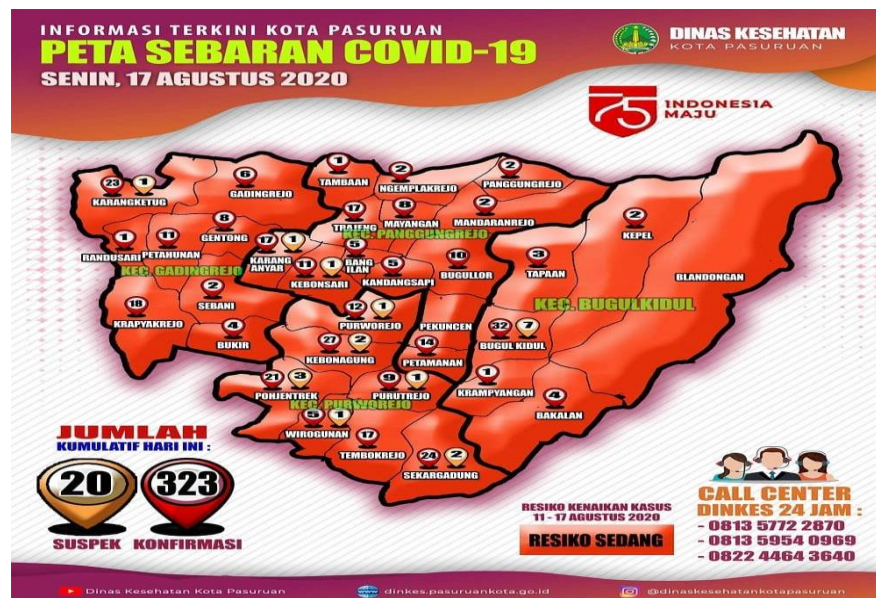 INFORMASI TERKINI KOTA PASURUAN
PETA SEBARAN COVID-19
SENIN, 17 AGUSTUS 2020
DINAS KESEHATAN
KOTA PASURUAN
75 INDONESIA
MAJU
23 1
KARANGKETUG
6
GADINGREJO
1
TAMBAAN
2
NGEMPLAKREJO
2
PANGGUNGREJO
17
TRAJENG
8
MAYANGAN
2
MANDARANREJO
KEC. PANGGUNGREJO
1
RANDUSARI
11
PETAHUNAN
8
GENTONG
KEC. GADINGREJO
17 1
KARANG
ANYAR
5
BANG
ILAN
11 1
KEBONSARI
5
KANDANGSAPI
10
BUGULLOR
2
KEPEL
3
TAPAAN
BLANDONGAN
KEC. BUGULKIDUL
18
KRAPYAKREJO
2
SEBANI
4
BUKIR
12 1
PURWOREJO
PEKUNCEN
27 2
KEBONAGUNG
14
PETAMANAN
32 7
BUGUL KIDUL
21 3
POHJENTREK
9 1
PURUTREJO
KEC. PURWOREJO
1
KRAMPYANGAN
4
BAKALAN
5 1
WIROGUNAN
17
TEMBOKREJO
24 2
SEKARGADUNG
JUMLAH
KUMULATIF HARI INI :
20 323
SUSPEK KONFIRMASI
RESIKO KENAIKAN KASUS
11 - 17 AGUSTUS 2020
RESIKO SEDANG
CALL CENTER
DINKES 24 JAM :
- 0813 5772 2870
- 0813 5954 0969
- 0822 4464 3640
Dinas Kesehatan Kota Pasuruan
dinkes.pasuruankota.go.id
@dinaskesehatankotapasuruan